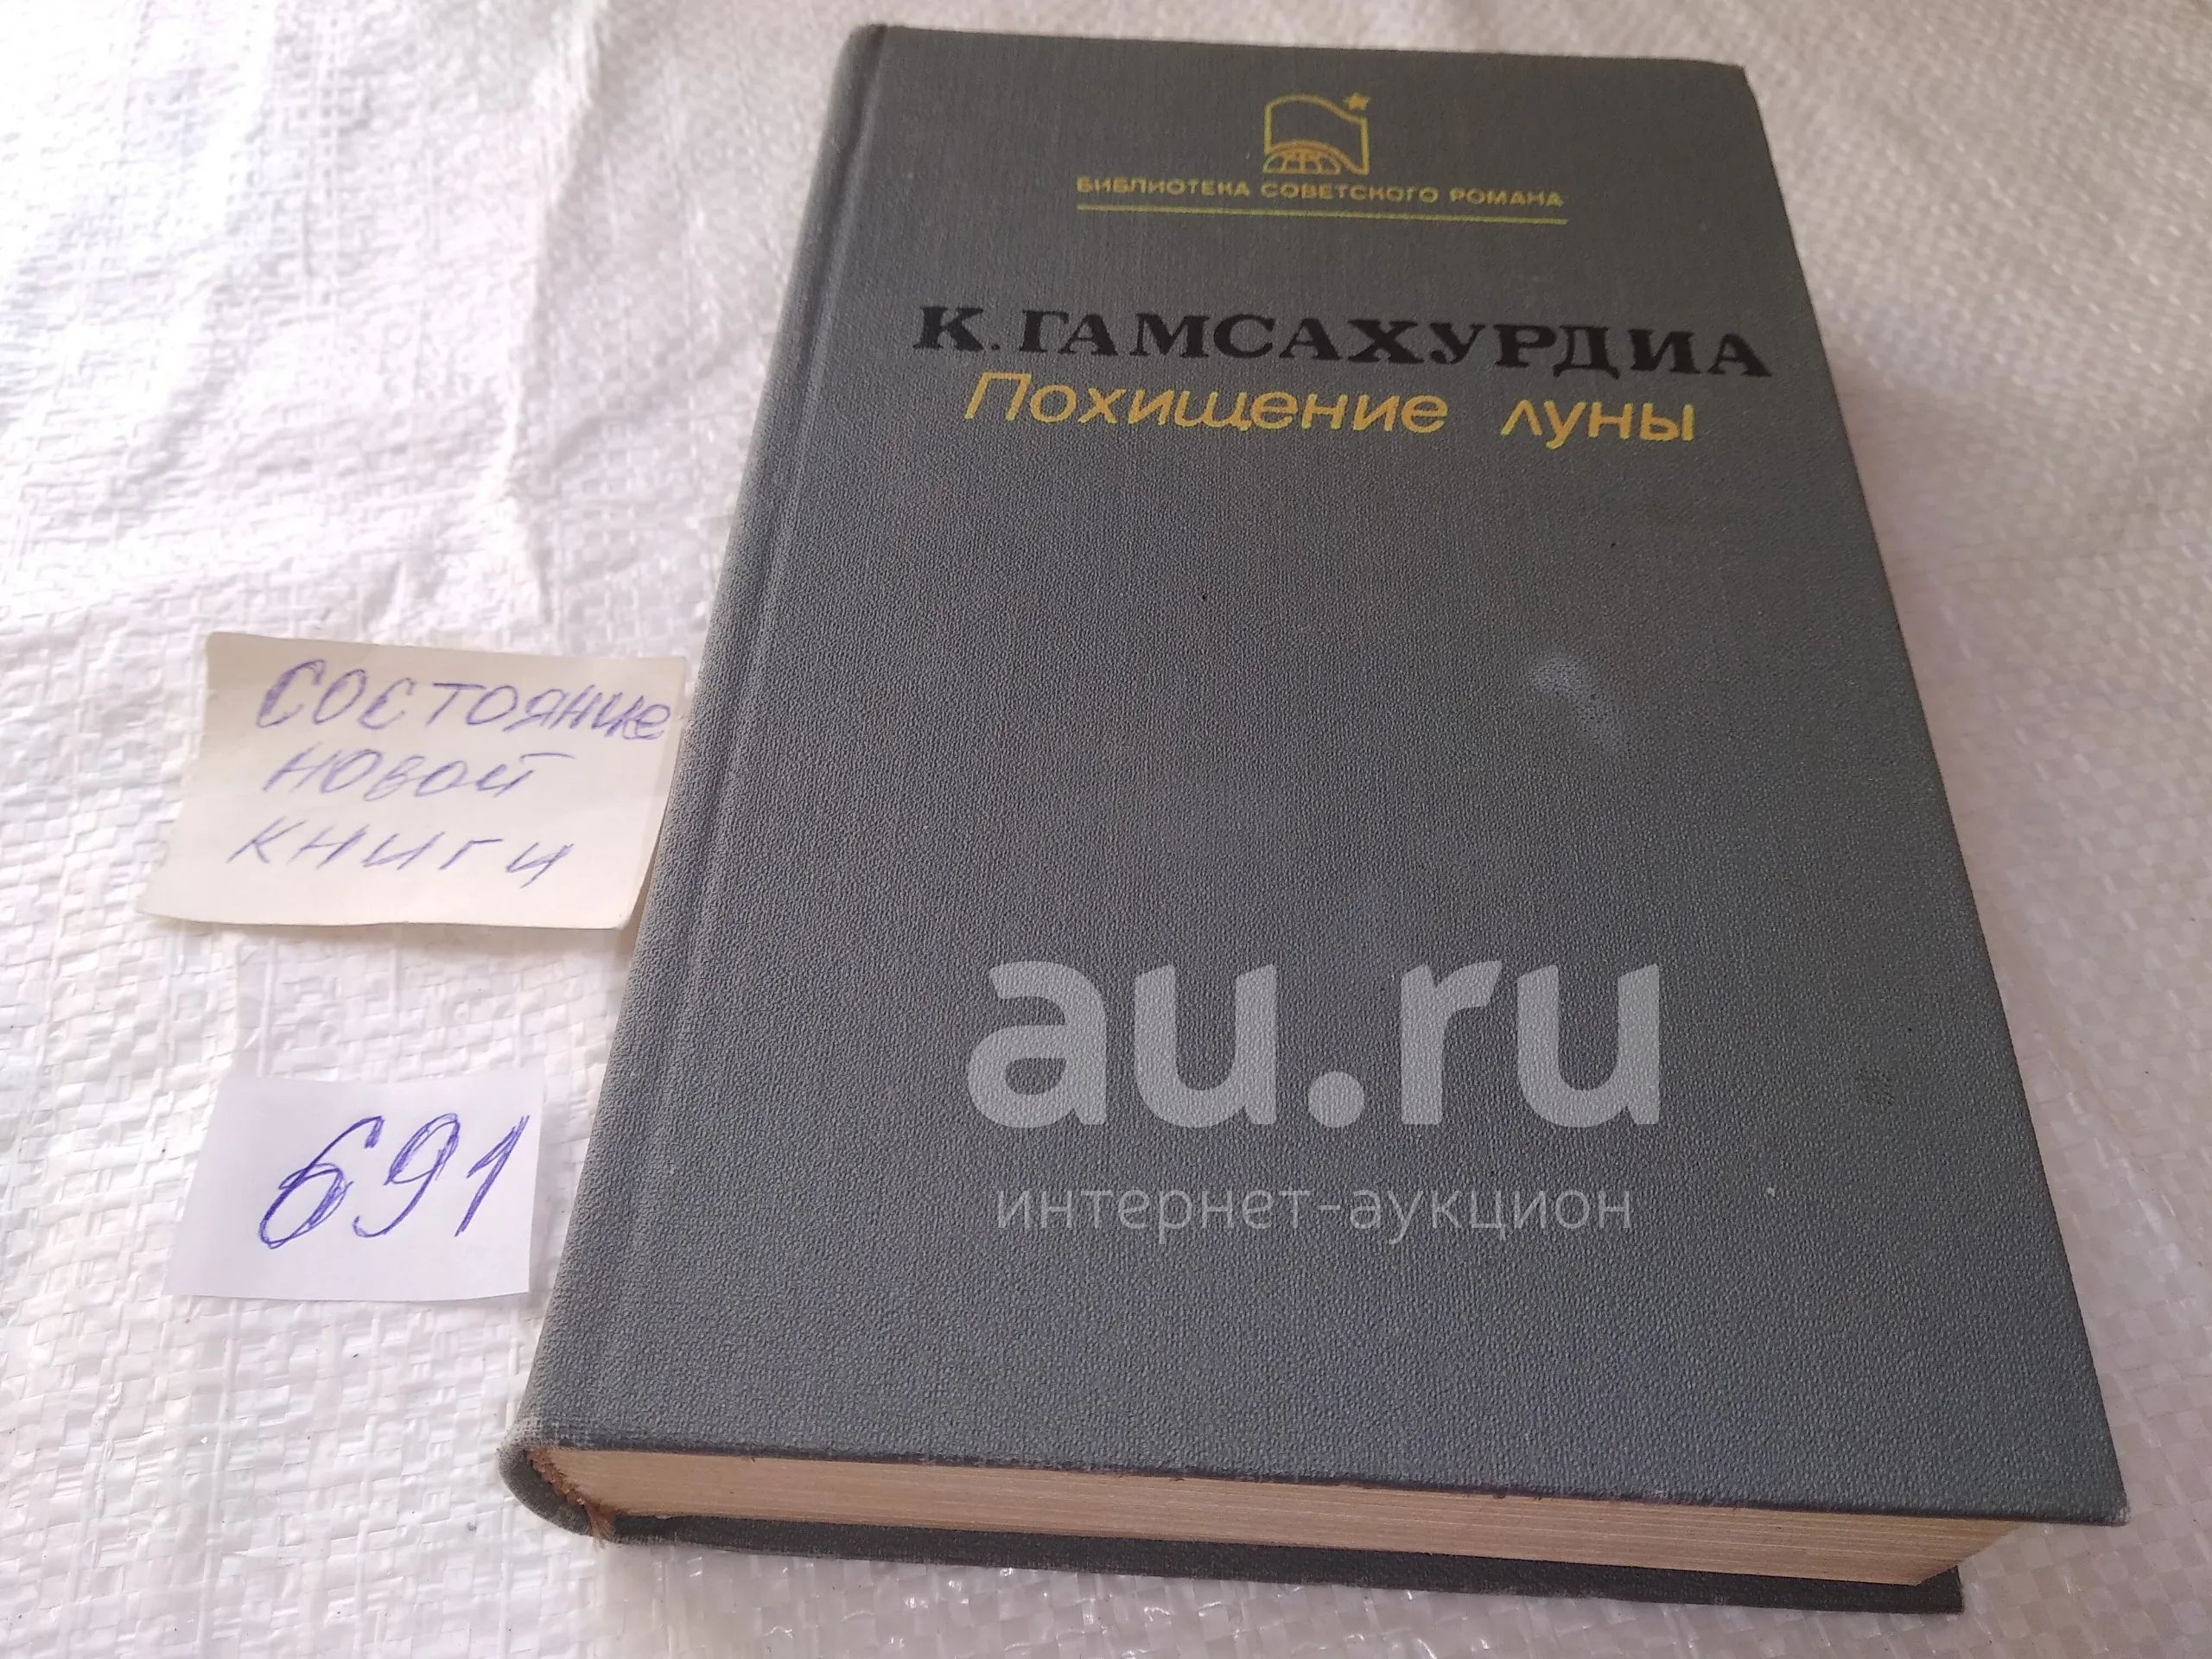 БИБЛИОТЕКА СОВЕТСКОГО РОМАНА
К. ГАМСАХУРДИА
Похищение луны
СОСТОЯНИЕ
НОВОЙ
КНИГИ
691
au.ru
интернет-аукцион